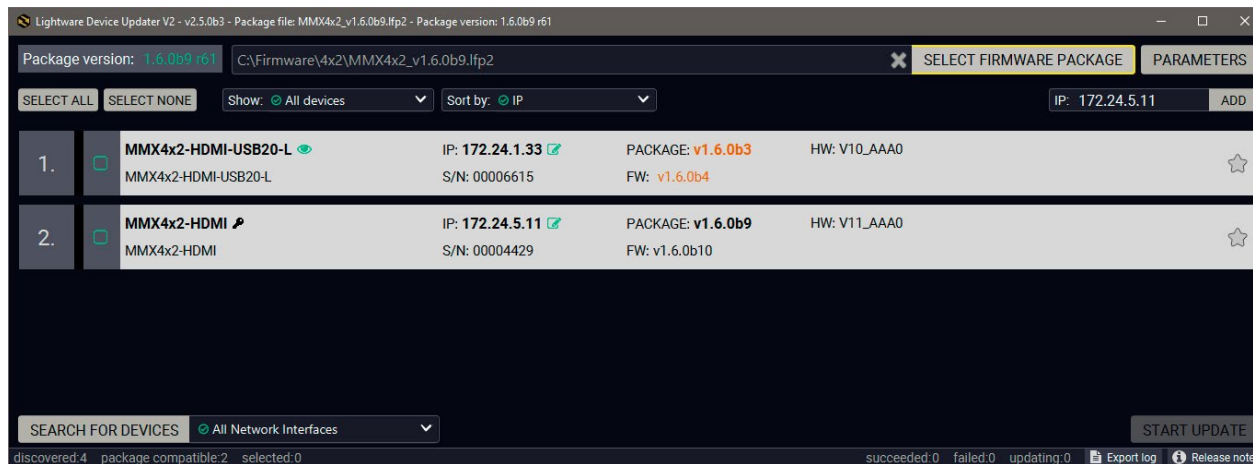 Lightware Device Updater V2 - v2.5.0b3 - Package file: MMX4x2_v1.6.0b9.lfp2 - Package version: 1.6.0b9 r61
Package version: 1.6.0b9 r61 C:\Firmware\4x2\MMX4x2_v1.6.0b9.lfp2 SELECT FIRMWARE PACKAGE PARAMETERS
SELECT ALL SELECT NONE Show: All devices Sort by: IP IP: 172.24.5.11 ADD
1. MMX4x2-HDMI-USB20-L IP: 172.24.1.33 PACKAGE: v1.6.0b3 HW: V10_AAA0
MMX4x2-HDMI-USB20-L S/N: 00006615 FW: v1.6.0b4
2. MMX4x2-HDMI IP: 172.24.5.11 PACKAGE: v1.6.0b9 HW: V11_AAA0
MMX4x2-HDMI S/N: 00004429 FW: v1.6.0b10
SEARCH FOR DEVICES All Network Interfaces START UPDATE
discovered:4 package compatible:2 selected:0 succeeded:0 failed:0 updating:0 Export log Release note